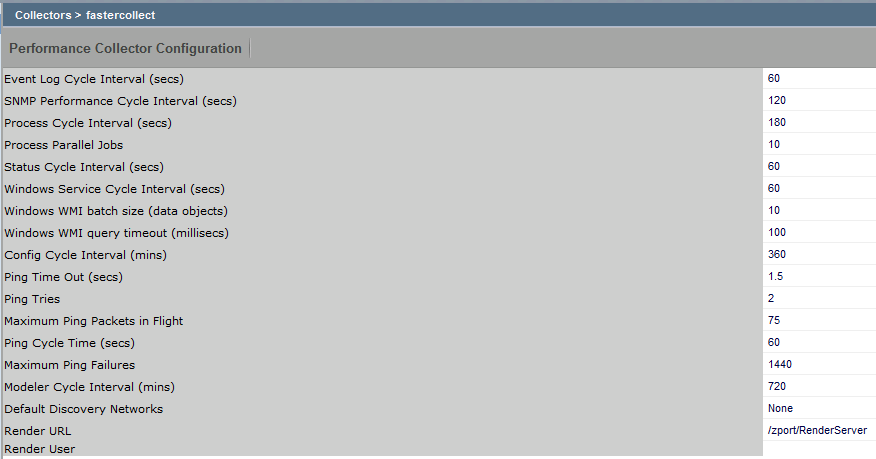 Collectors > fastercollect
Performance Collector Configuration
Event Log Cycle Interval (secs) 60
SNMP Performance Cycle Interval (secs) 120
Process Cycle Interval (secs) 180
Process Parallel Jobs 10
Status Cycle Interval (secs) 60
Windows Service Cycle Interval (secs) 60
Windows WMI batch size (data objects) 10
Windows WMI query timeout (millisecs) 100
Config Cycle Interval (mins) 360
Ping Time Out (secs) 1.5
Ping Tries 2
Maximum Ping Packets in Flight 75
Ping Cycle Time (secs) 60
Maximum Ping Failures 1440
Modeler Cycle Interval (mins) 720
Default Discovery Networks None
Render URL /zport/RenderServer
Render User